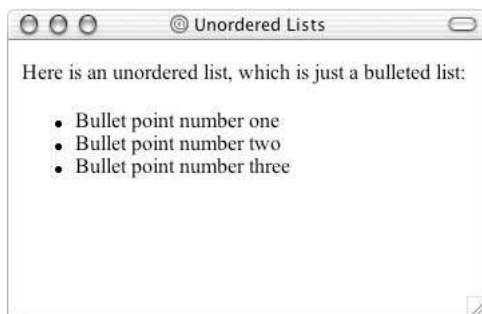 Unordered Lists
Here is an unordered list, which is just a bulleted list:
• Bullet point number one
• Bullet point number two
• Bullet point number three